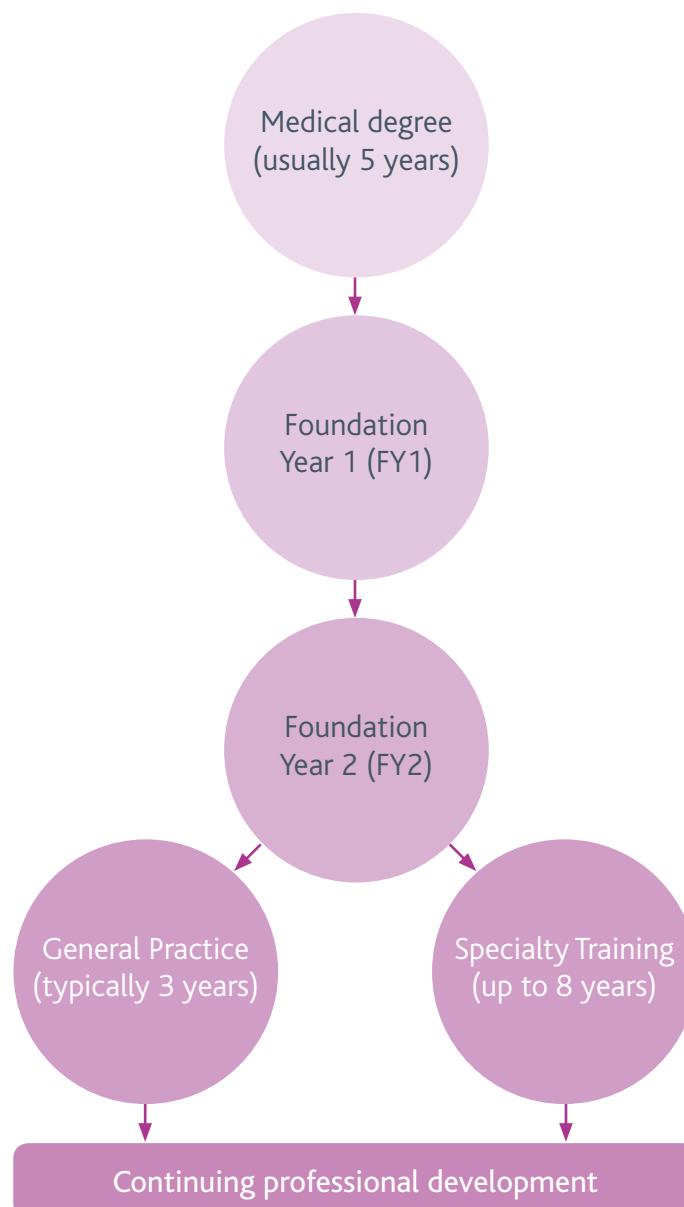 Medical degree
(usually 5 years)
Foundation
Year 1 (FY1)
Foundation
Year 2 (FY2)
General Practice
(typically 3 years)
Specialty Training
(up to 8 years)
Continuing professional development